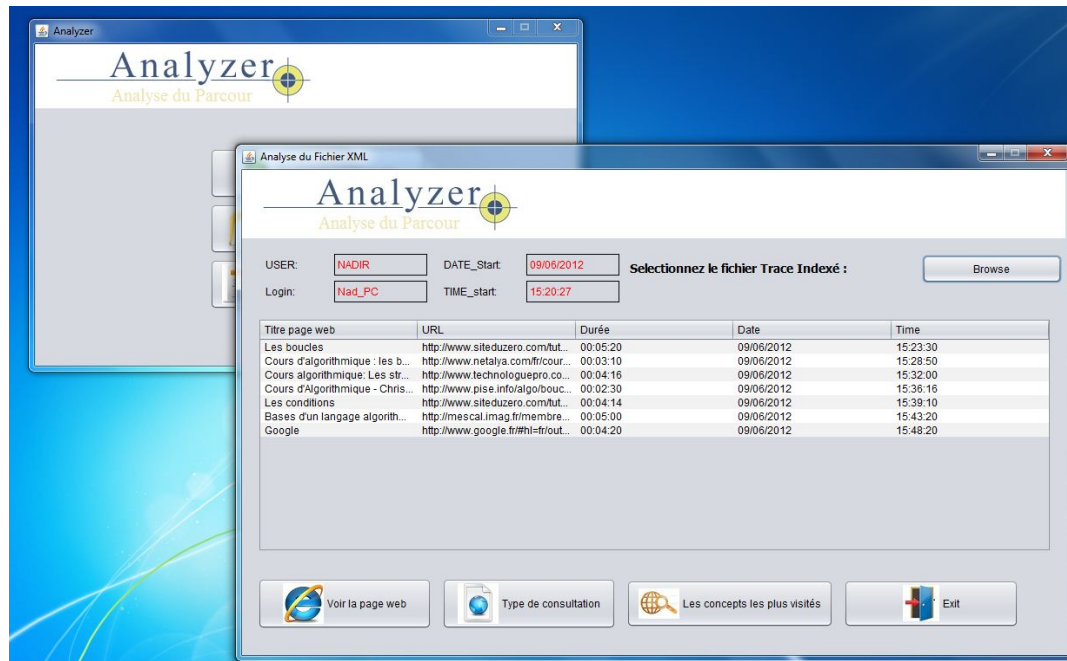 Analyzer
Analyzer
Analyse du Parcour
Analyse du Fichier XML
Analyzer
Analyse du Parcour
USER: NADIR DATE_Start: 09/06/2012 Selectionnez le fichier Trace Indexé : Browse
Login: Nad_PC TIME_start: 15:20:27
Titre page web URL Durée Date Time
Les boucles http://www.siteduzero.com/tut... 00:05:20 09/06/2012 15:23:30
Cours d'algorithmique : les b... http://www.netalya.com/fr/cour... 00:03:10 09/06/2012 15:28:50
Cours algorithmique: Les str... http://www.technologuepro.co... 00:04:16 09/06/2012 15:32:00
Cours d'Algorithmique - Chris... http://www.pise.info/algo/bouc... 00:02:30 09/06/2012 15:36:16
Les conditions http://www.siteduzero.com/tut... 00:04:14 09/06/2012 15:39:10
Bases d'un langage algorith... http://mescal.imag.fr/membre... 00:05:00 09/06/2012 15:43:20
Google http://www.google.fr/#hl=fr/out... 00:04:20 09/06/2012 15:48:20
Voir la page web Type de consultation Les concepts les plus visités Exit